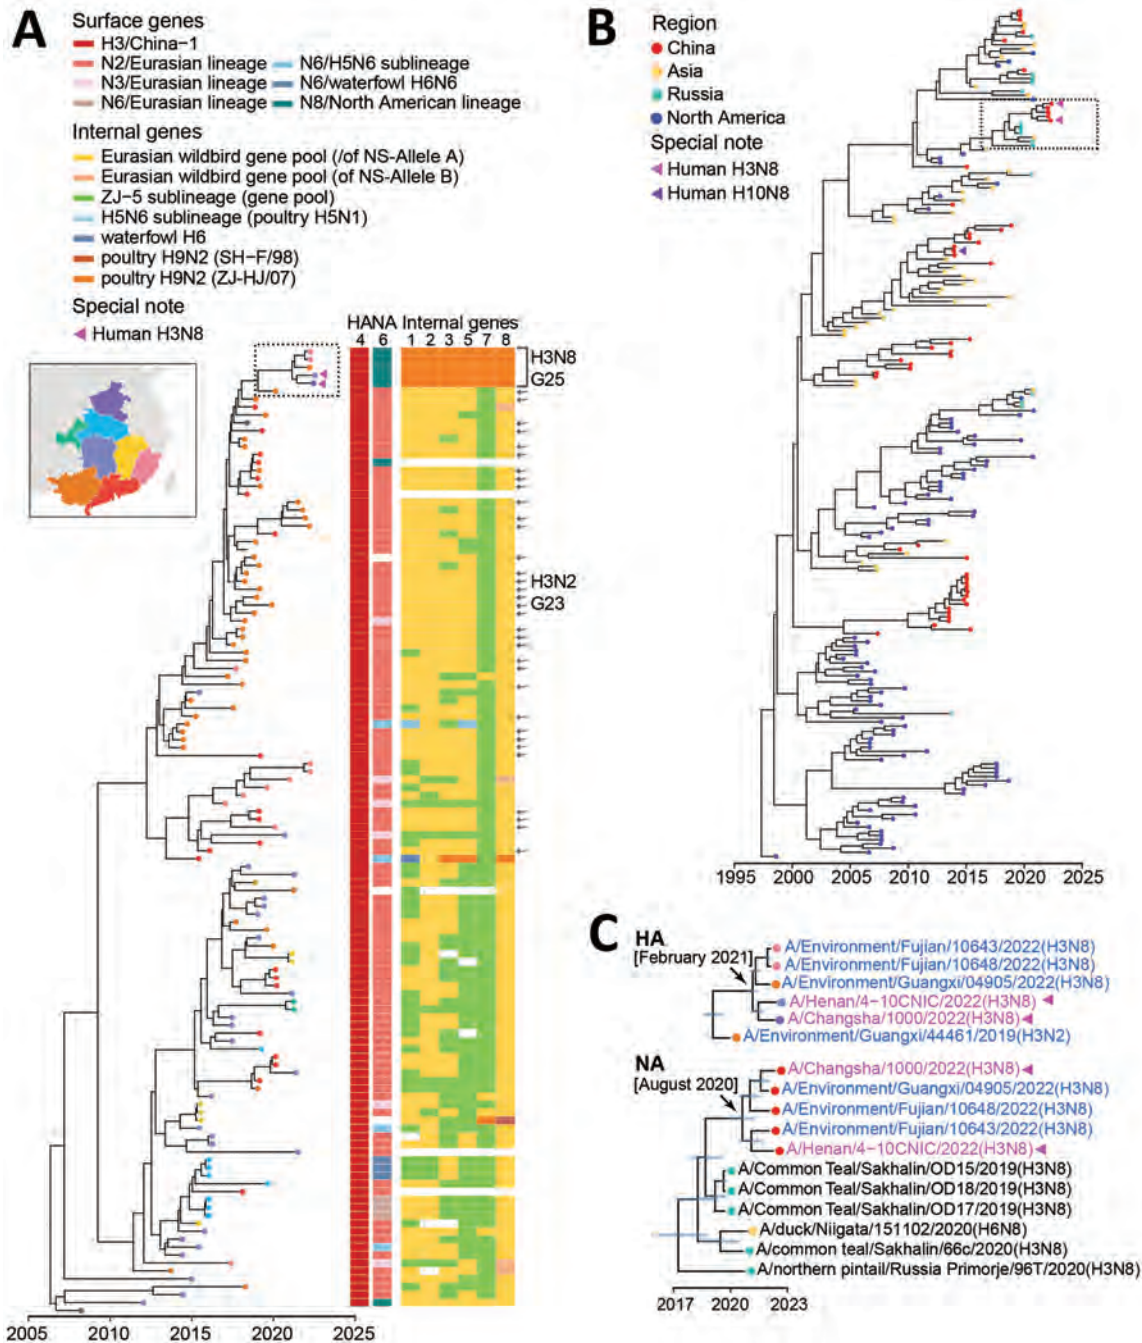 A
Surface genes
H3/China−1
N2/Eurasian lineage
N3/Eurasian lineage
N6/Eurasian lineage
N6/H5N6 sublineage
N6/waterfowl H6N6
N8/North American lineage
Internal genes
Eurasian wildbird gene pool (/of NS-Allele A)
Eurasian wildbird gene pool (/of NS-Allele B)
ZJ−5 sublineage (gene pool)
H5N6 sublineage (poultry H5N1)
waterfowl H6
poultry H9N2 (SH−F/98)
poultry H9N2 (ZJ-HJ/07)
Special note
Human H3N8
HANA Internal genes
4 6 1 2 3 5 7 8
H3N8
G25
H3N2
G23
2005 2010 2015 2020 2025
B
Region
China
Asia
Russia
North America
Special note
Human H3N8
Human H10N8
1995 2000 2005 2010 2015 2020 2025
C
HA
[February 2021]
A/Environment/Fujian/10643/2022(H3N8)
A/Environment/Fujian/10648/2022(H3N8)
A/Environment/Guangxi/04905/2022(H3N8)
A/Henan/4−10CNIC/2022(H3N8)
A/Changsha/1000/2022(H3N8)
A/Environment/Guangxi/44461/2019(H3N2)
NA
[August 2020]
A/Changsha/1000/2022(H3N8)
A/Environment/Guangxi/04905/2022(H3N8)
A/Environment/Fujian/10648/2022(H3N8)
A/Environment/Fujian/10643/2022(H3N8)
A/Henan/4−10CNIC/2022(H3N8)
A/Common Teal/Sakhalin/OD15/2019(H3N8)
A/Common Teal/Sakhalin/OD18/2019(H3N8)
A/Common Teal/Sakhalin/OD17/2019(H3N8)
A/duck/Niigata/151102/2020(H6N8)
A/common teal/Sakhalin/66c/2020(H3N8)
A/northern pintail/Russia Primorje/96T/2020(H3N8)
2017 2020 2023